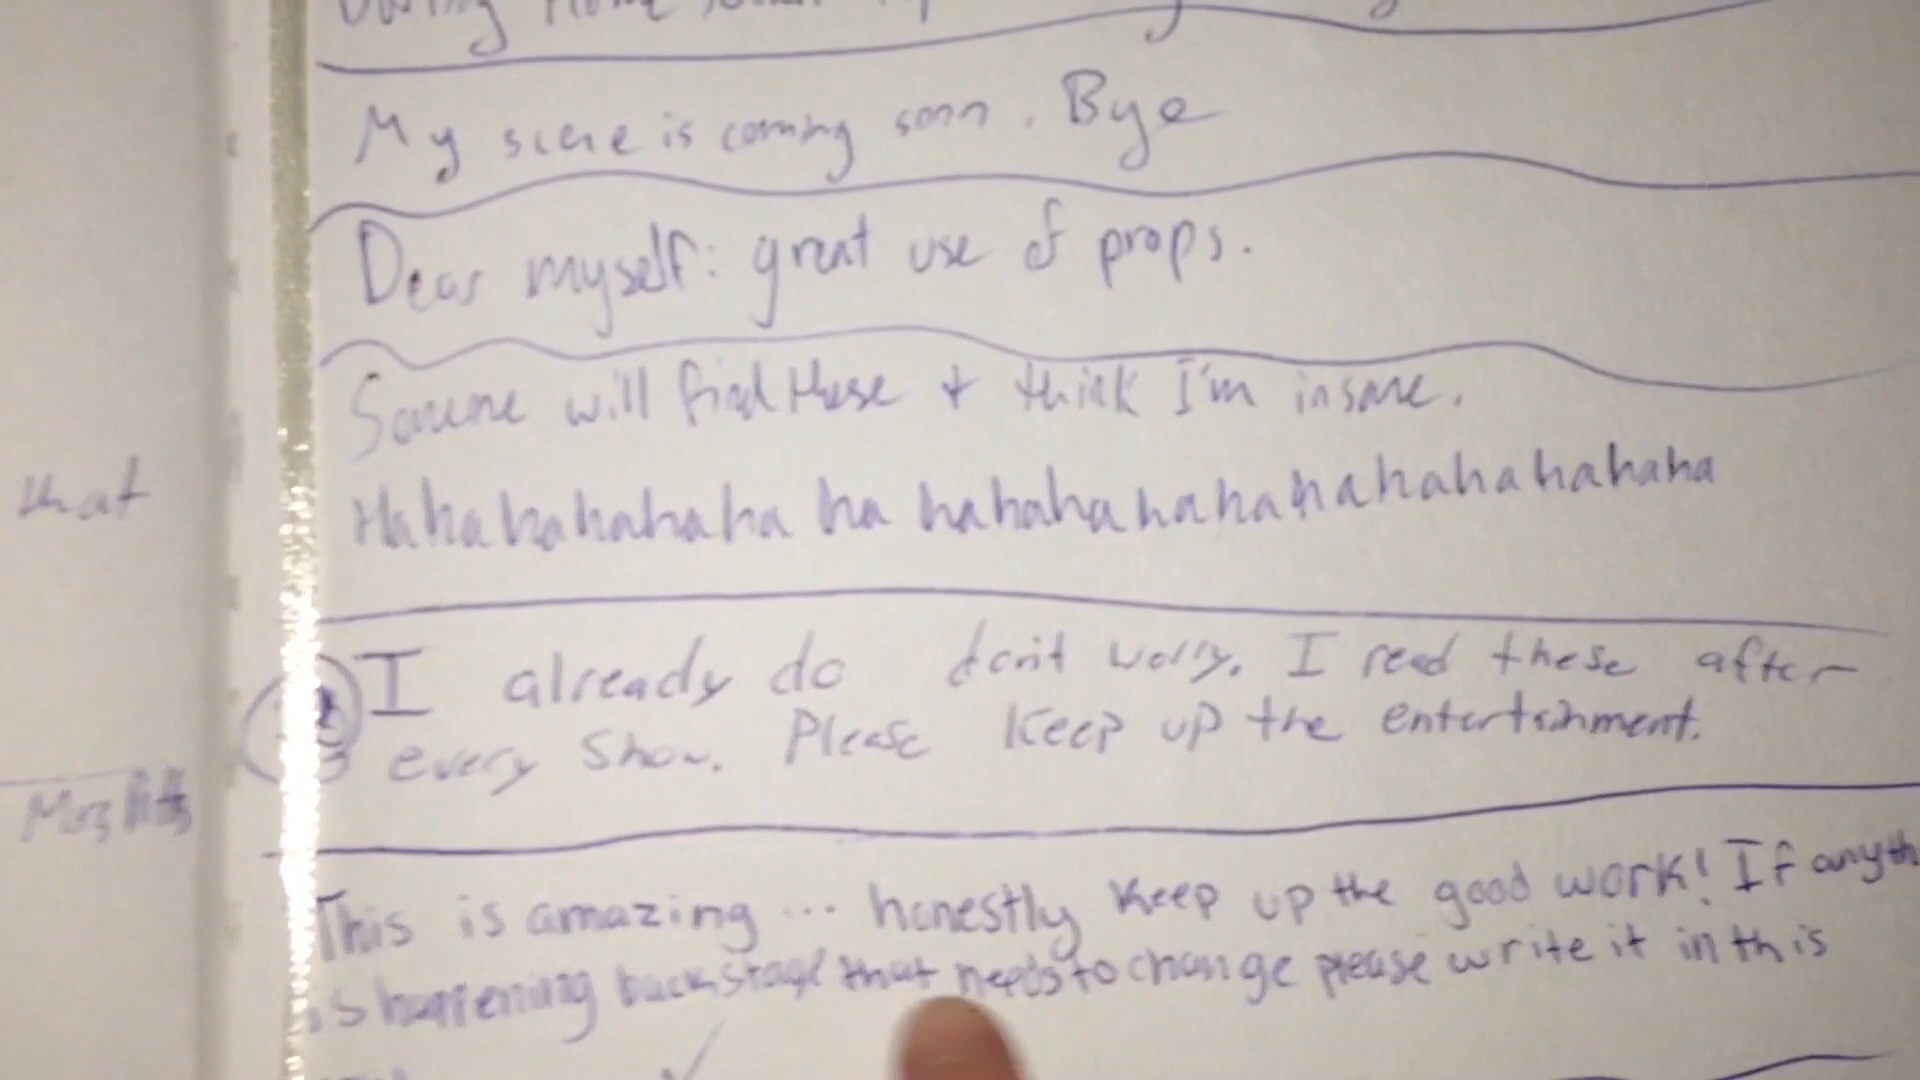 My scene is coming soon. Bye
Dear myself: great use of props.
Someone will find these + think I'm insane.
Hahahahahahaha ha hahahahahahahahahahahaha
that
I already do don't worry. I read these after
every show. Please keep up the entertainment.
This is amazing ... honestly keep up the good work! If anyth
is happening backstage that needs to change please write it in this